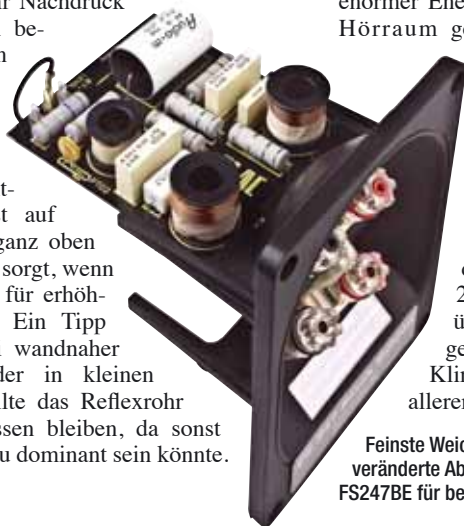 Nachdruck
be-
auf
ganz oben
sorgt, wenn
für erhöh-
Ein Tipp
wandnaher
der in kleinen
llte das Reflexrohr
ssen bleiben, da sonst
u dominant sein könnte.
enormer Ene
Hörraum ge
2
ü
ge
Klin
alleren
Feinste Weic
veränderte Ab
FS247BE für be